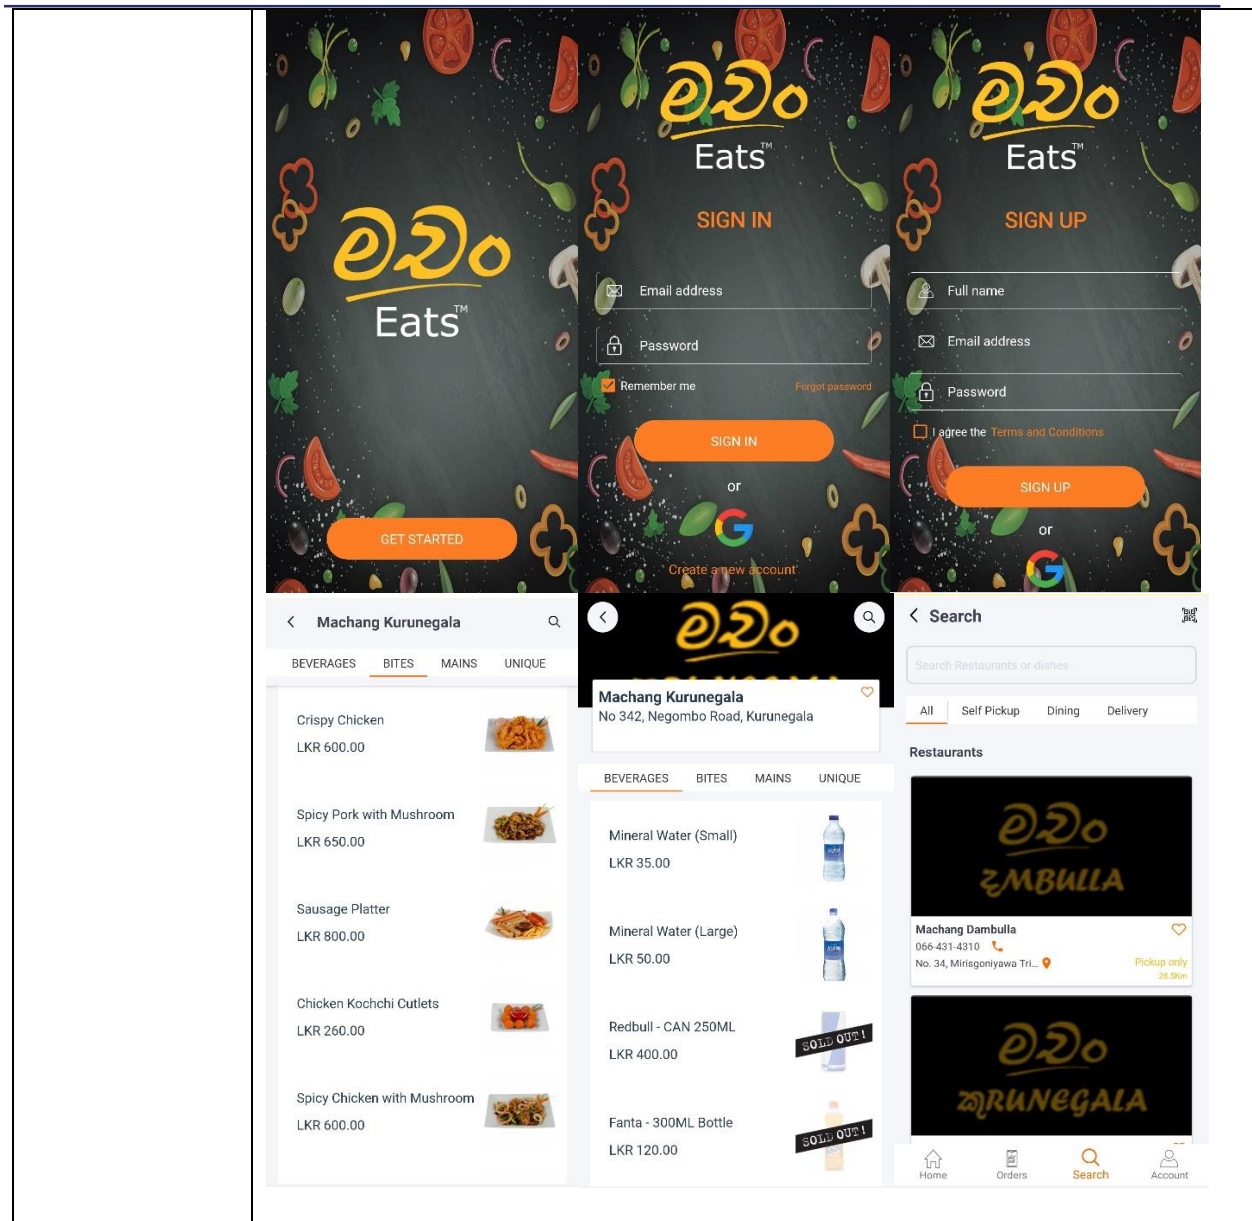 මචං
Eats™
GET STARTED
මචං
Eats™
SIGN IN
Email address
Password
Remember me
Forgot password
SIGN IN
or
Create a new account
මචං
Eats™
SIGN UP
Full name
Email address
Password
I agree the Terms and Conditions
SIGN UP
or
Machang Kurunegala
BEVERAGES BITES MAINS UNIQUE
Crispy Chicken
LKR 600.00
Spicy Pork with Mushroom
LKR 650.00
Sausage Platter
LKR 800.00
Chicken Kochchi Cutlets
LKR 260.00
Spicy Chicken with Mushroom
LKR 600.00
මචං
Machang Kurunegala
No 342, Negombo Road, Kurunegala
BEVERAGES BITES MAINS UNIQUE
Mineral Water (Small)
LKR 35.00
Mineral Water (Large)
LKR 50.00
Redbull - CAN 250ML
LKR 400.00
SOLD OUT!
Fanta - 300ML Bottle
LKR 120.00
SOLD OUT!
Search
Search Restaurants or dishes
All Self Pickup Dining Delivery
Restaurants
මචං
දMBULLA
Machang Dambulla
066-431-4310
No. 34, Mirisgoniyawa Tri...
Pickup only
28.5Km
මචං
කුRUNEGALA
Home Orders Search Account